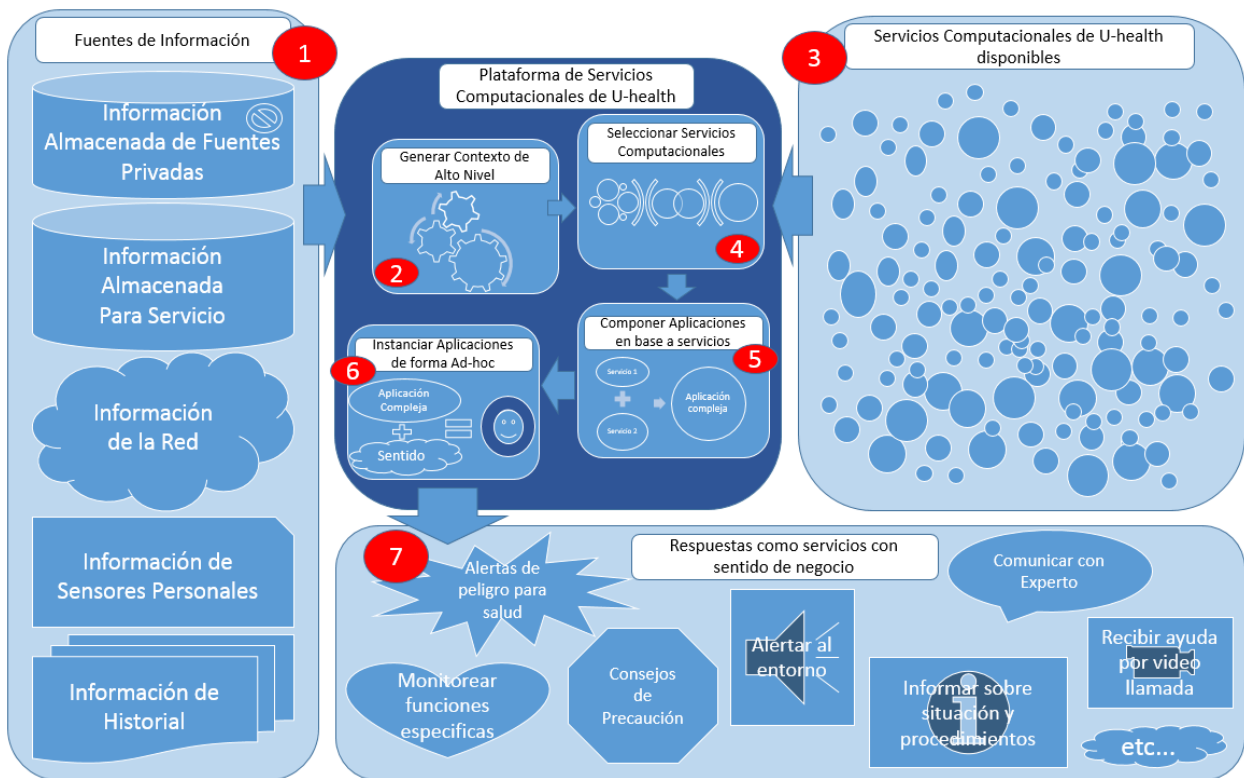 Fuentes de Información
1
Información
Almacenada de Fuentes
Privadas
Información
Almacenada
Para Servicio
Información
de la Red
Información de
Sensores Personales
Información de
Historial
Plataforma de Servicios
Computacionales de U-health
Generar Contexto de
Alto Nivel
2
Servicios Computacionales de U-health
disponibles
3
Seleccionar Servicios
Computacionales
4
Componer Aplicaciones
en base a servicios
5
Servicio 1
Servicio 2
Aplicación
compleja
Instanciar Aplicaciones
de forma Ad-hoc
6
Aplicación
Compleja
Sentido
7
Respuestas como servicios con
sentido de negocio
Alertas de
peligro para
salud
Monitorear
funciones
especificas
Consejos
de
Precaución
Alertar al
entorno
Comunicar con
Experto
Informar sobre
situación y
procedimientos
Recibir ayuda
por video
llamada
etc...